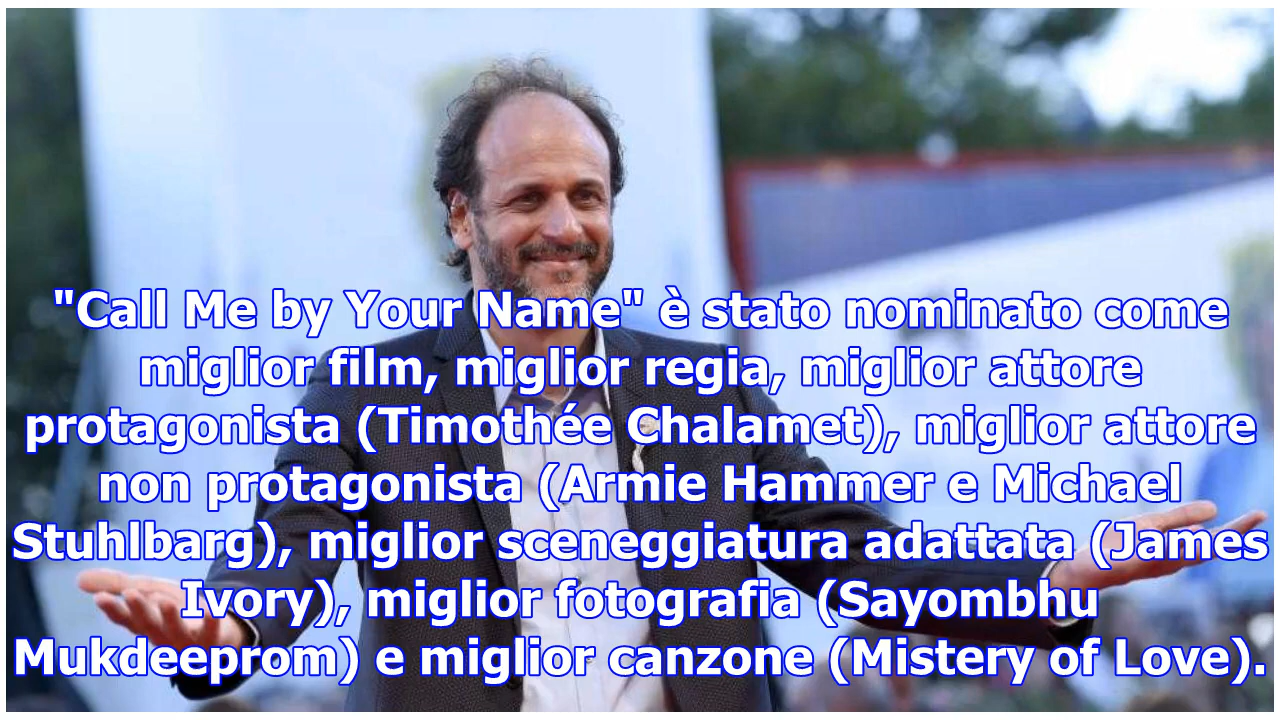 "Call Me by Your Name" è stato nominato come
miglior film, miglior regia, miglior attore
protagonista (Timothée Chalamet), miglior attore
non protagonista (Armie Hammer e Michael
Stuhlbarg), miglior sceneggiatura adattata (James
Ivory), miglior fotografia (Sayombhu
Mukdeeprom) e miglior canzone (Mistery of Love).